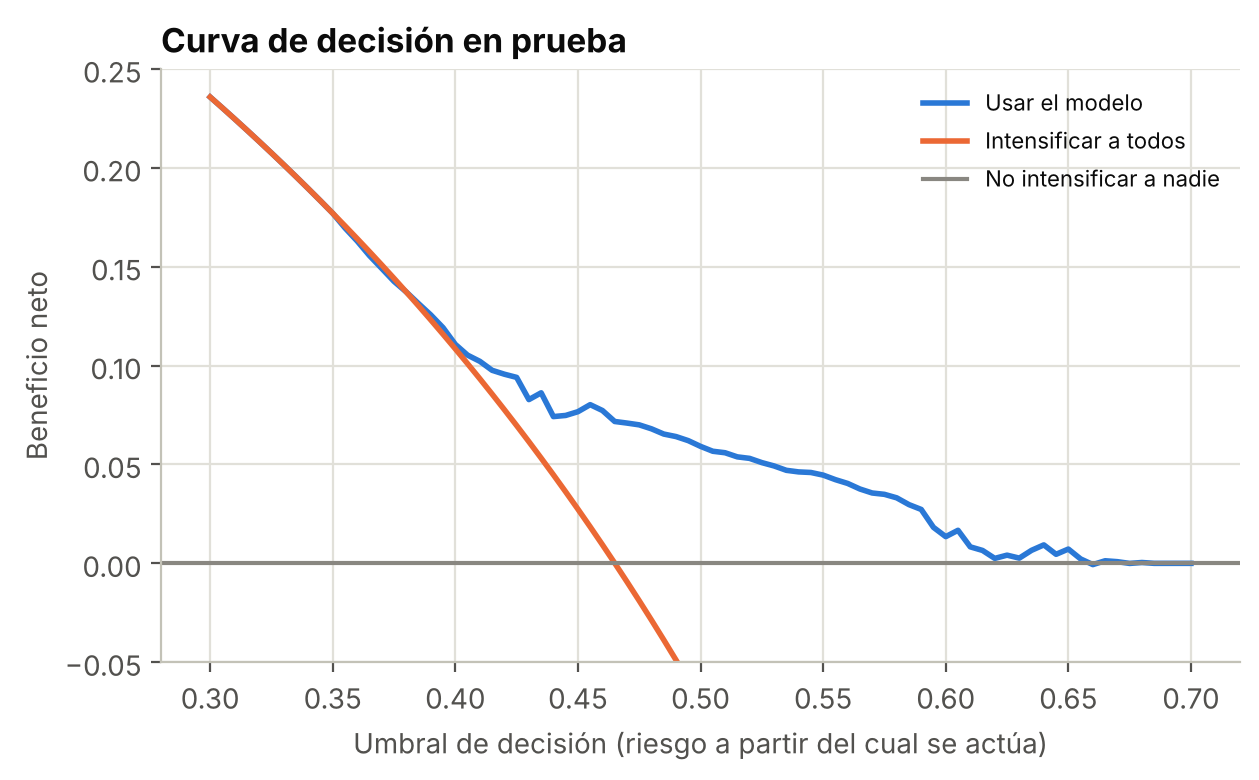 Curva de decisión en prueba
0.25
0.20
0.15
0.10
0.05
0.00
−0.05
Beneficio neto
Usar el modelo
Intensificar a todos
No intensificar a nadie
0.30 0.35 0.40 0.45 0.50 0.55 0.60 0.65 0.70
Umbral de decisión (riesgo a partir del cual se actúa)